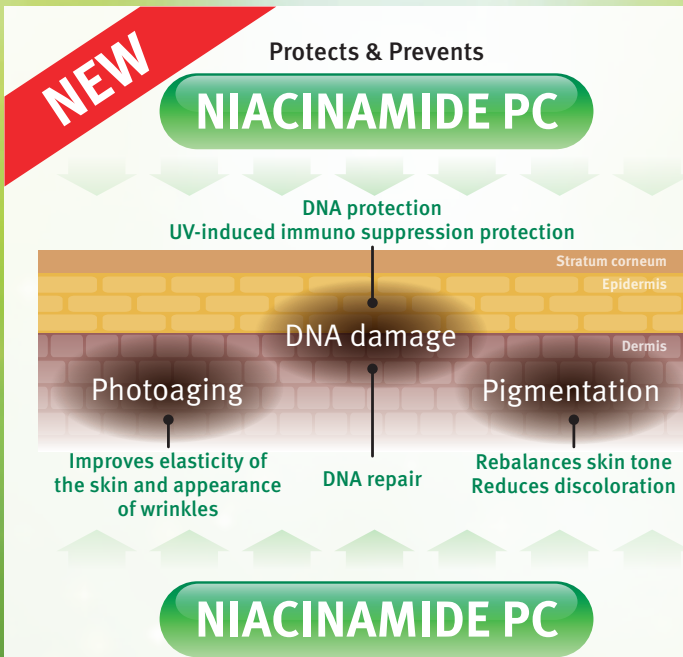 NEW
Protects & Prevents
NIACINAMIDE PC
DNA protection
UV-induced immuno suppression protection
Stratum corneum
Epidermis
DNA damage
Dermis
Photoaging
Pigmentation
Improves elasticity of
the skin and appearance
of wrinkles
DNA repair
Rebalances skin tone
Reduces discoloration
NIACINAMIDE PC